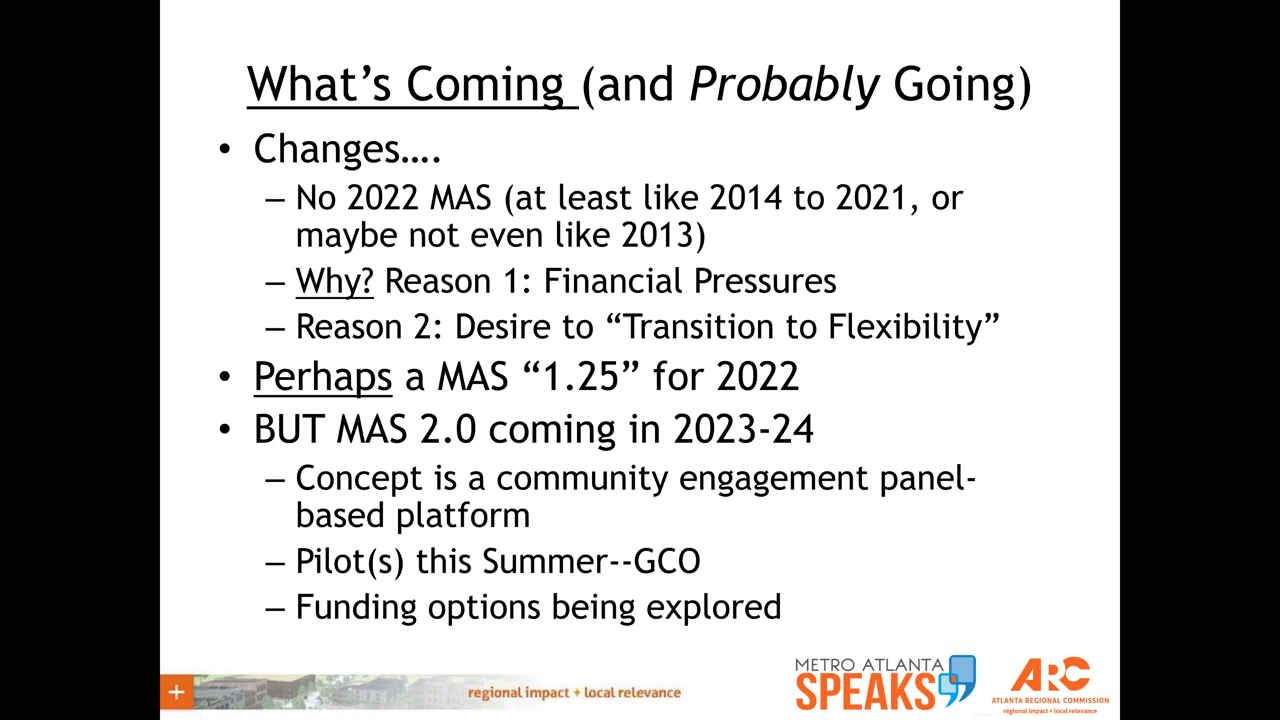 What’s Coming (and Probably Going)
• Changes….
– No 2022 MAS (at least like 2014 to 2021, or
maybe not even like 2013)
– Why? Reason 1: Financial Pressures
– Reason 2: Desire to “Transition to Flexibility”
• Perhaps a MAS “1.25” for 2022
• BUT MAS 2.0 coming in 2023-24
– Concept is a community engagement panel-
based platform
– Pilot(s) this Summer--GCO
– Funding options being explored
+ regional impact + local relevance
METRO ATLANTA
SPEAKS
ARC
ATLANTA REGIONAL COMMISSION
regional impact + local relevance